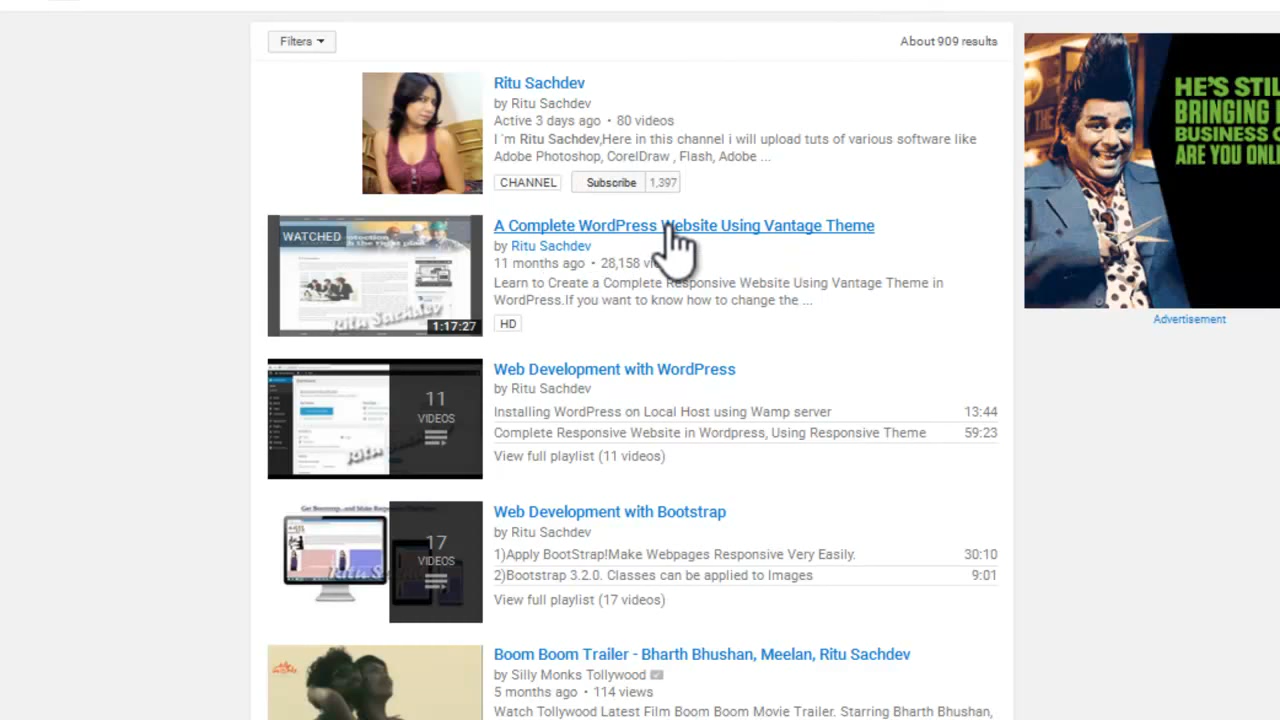 Filters
About 909 results
Ritu Sachdev
by Ritu Sachdev
Active 3 days ago • 80 videos
I´m Ritu Sachdev,Here in this channel i will upload tuts of various software like
Adobe Photoshop, CorelDraw , Flash, Adobe ...
CHANNEL
Subscribe
1,397
HE'S STIL
BRINGING
BUSINESS
ARE YOU ONLI
Advertisement
WATCHED
Ritu Sachdev
1:17:27
A Complete WordPress Website Using Vantage Theme
by Ritu Sachdev
11 months ago • 28,158
Learn to Create a Complete Responsive Website Using Vantage Theme in
WordPress.If you want to know how to change the ...
HD
11
VIDEOS
Web Development with WordPress
by Ritu Sachdev
Installing WordPress on Local Host using Wamp server 13:44
Complete Responsive Website in Wordpress, Using Responsive Theme 59:23
View full playlist (11 videos)
17
VIDEOS
Web Development with Bootstrap
by Ritu Sachdev
1)Apply BootStrap!Make Webpages Responsive Very Easily. 30:10
2)Bootstrap 3.2.0. Classes can be applied to Images 9:01
View full playlist (17 videos)
Boom Boom Trailer - Bharth Bhushan, Meelan, Ritu Sachdev
by Silly Monks Tollywood
5 months ago • 114 views
Watch Tollywood Latest Film Boom Boom Movie Trailer. Starring Bharth Bhushan,